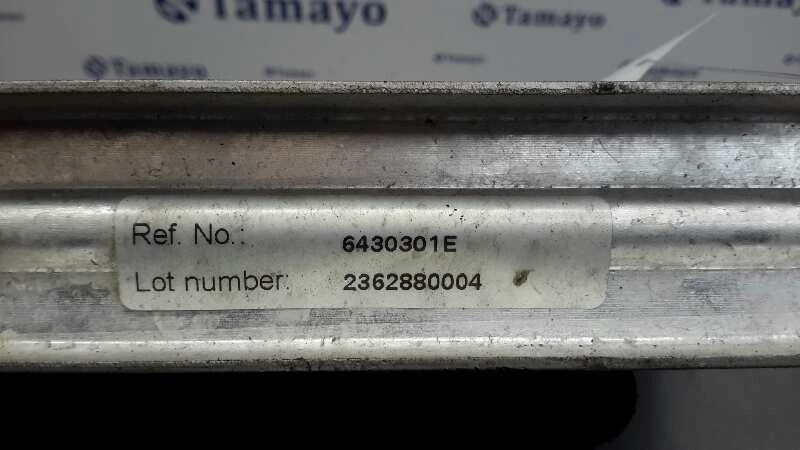 Tamayo
Tamayo
Tamayo
Ref. No.: 6430301E
Lot number: 2362880004